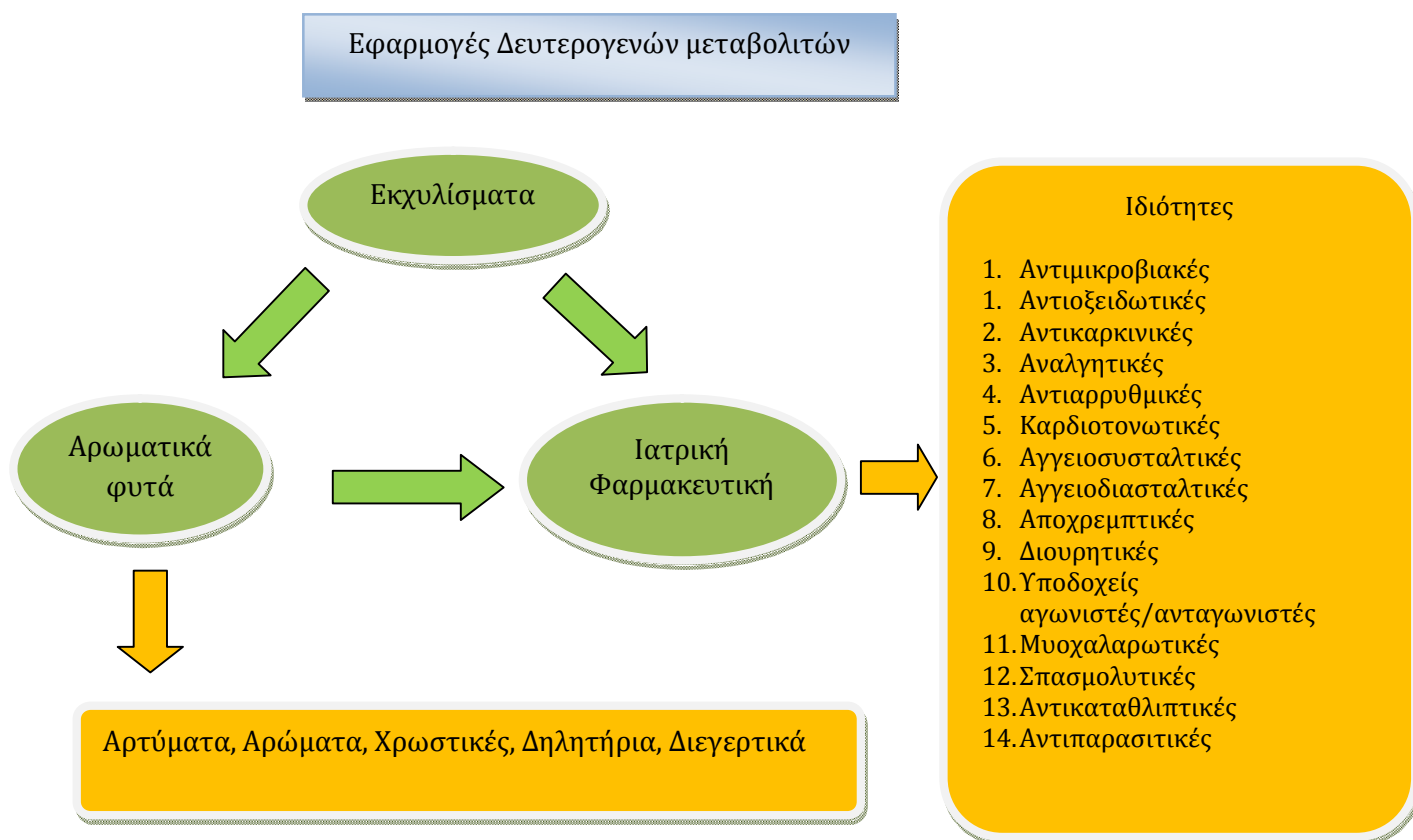 Εφαρμογές Δευτερογενών μεταβολιτών
Εκχυλίσματα
Αρωματικά
φυτά
Ιατρική
Φαρμακευτική
Αρτύματα, Αρώματα, Χρωστικές, Δηλητήρια, Διεγερτικά
Ιδιότητες
1. Αντιμικροβιακές
1. Αντιοξειδωτικές
2. Αντικαρκινικές
3. Αναλγητικές
4. Αντιαρρυθμικές
5. Καρδιοτονωτικές
6. Αγγειοσυσταλτικές
7. Αγγειοδιασταλτικές
8. Αποχρεμπτικές
9. Διουρητικές
10. Υποδοχείς
αγωνιστές/ανταγωνιστές
11. Μυοχαλαρωτικές
12. Σπασμολυτικές
13. Αντικαταθλιπτικές
14. Αντιπαρασιτικές